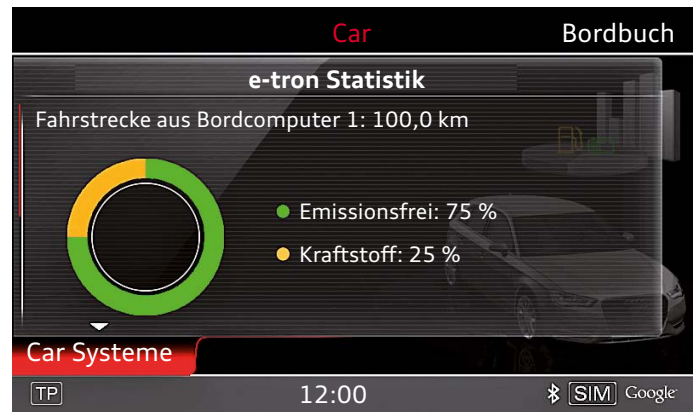 Car
Bordbuch
e-tron Statistik
Fahrstrecke aus Bordcomputer 1: 100,0 km
Emissionsfrei: 75 %
Kraftstoff: 25 %
Car Systeme
TP
12:00
SIM
Google